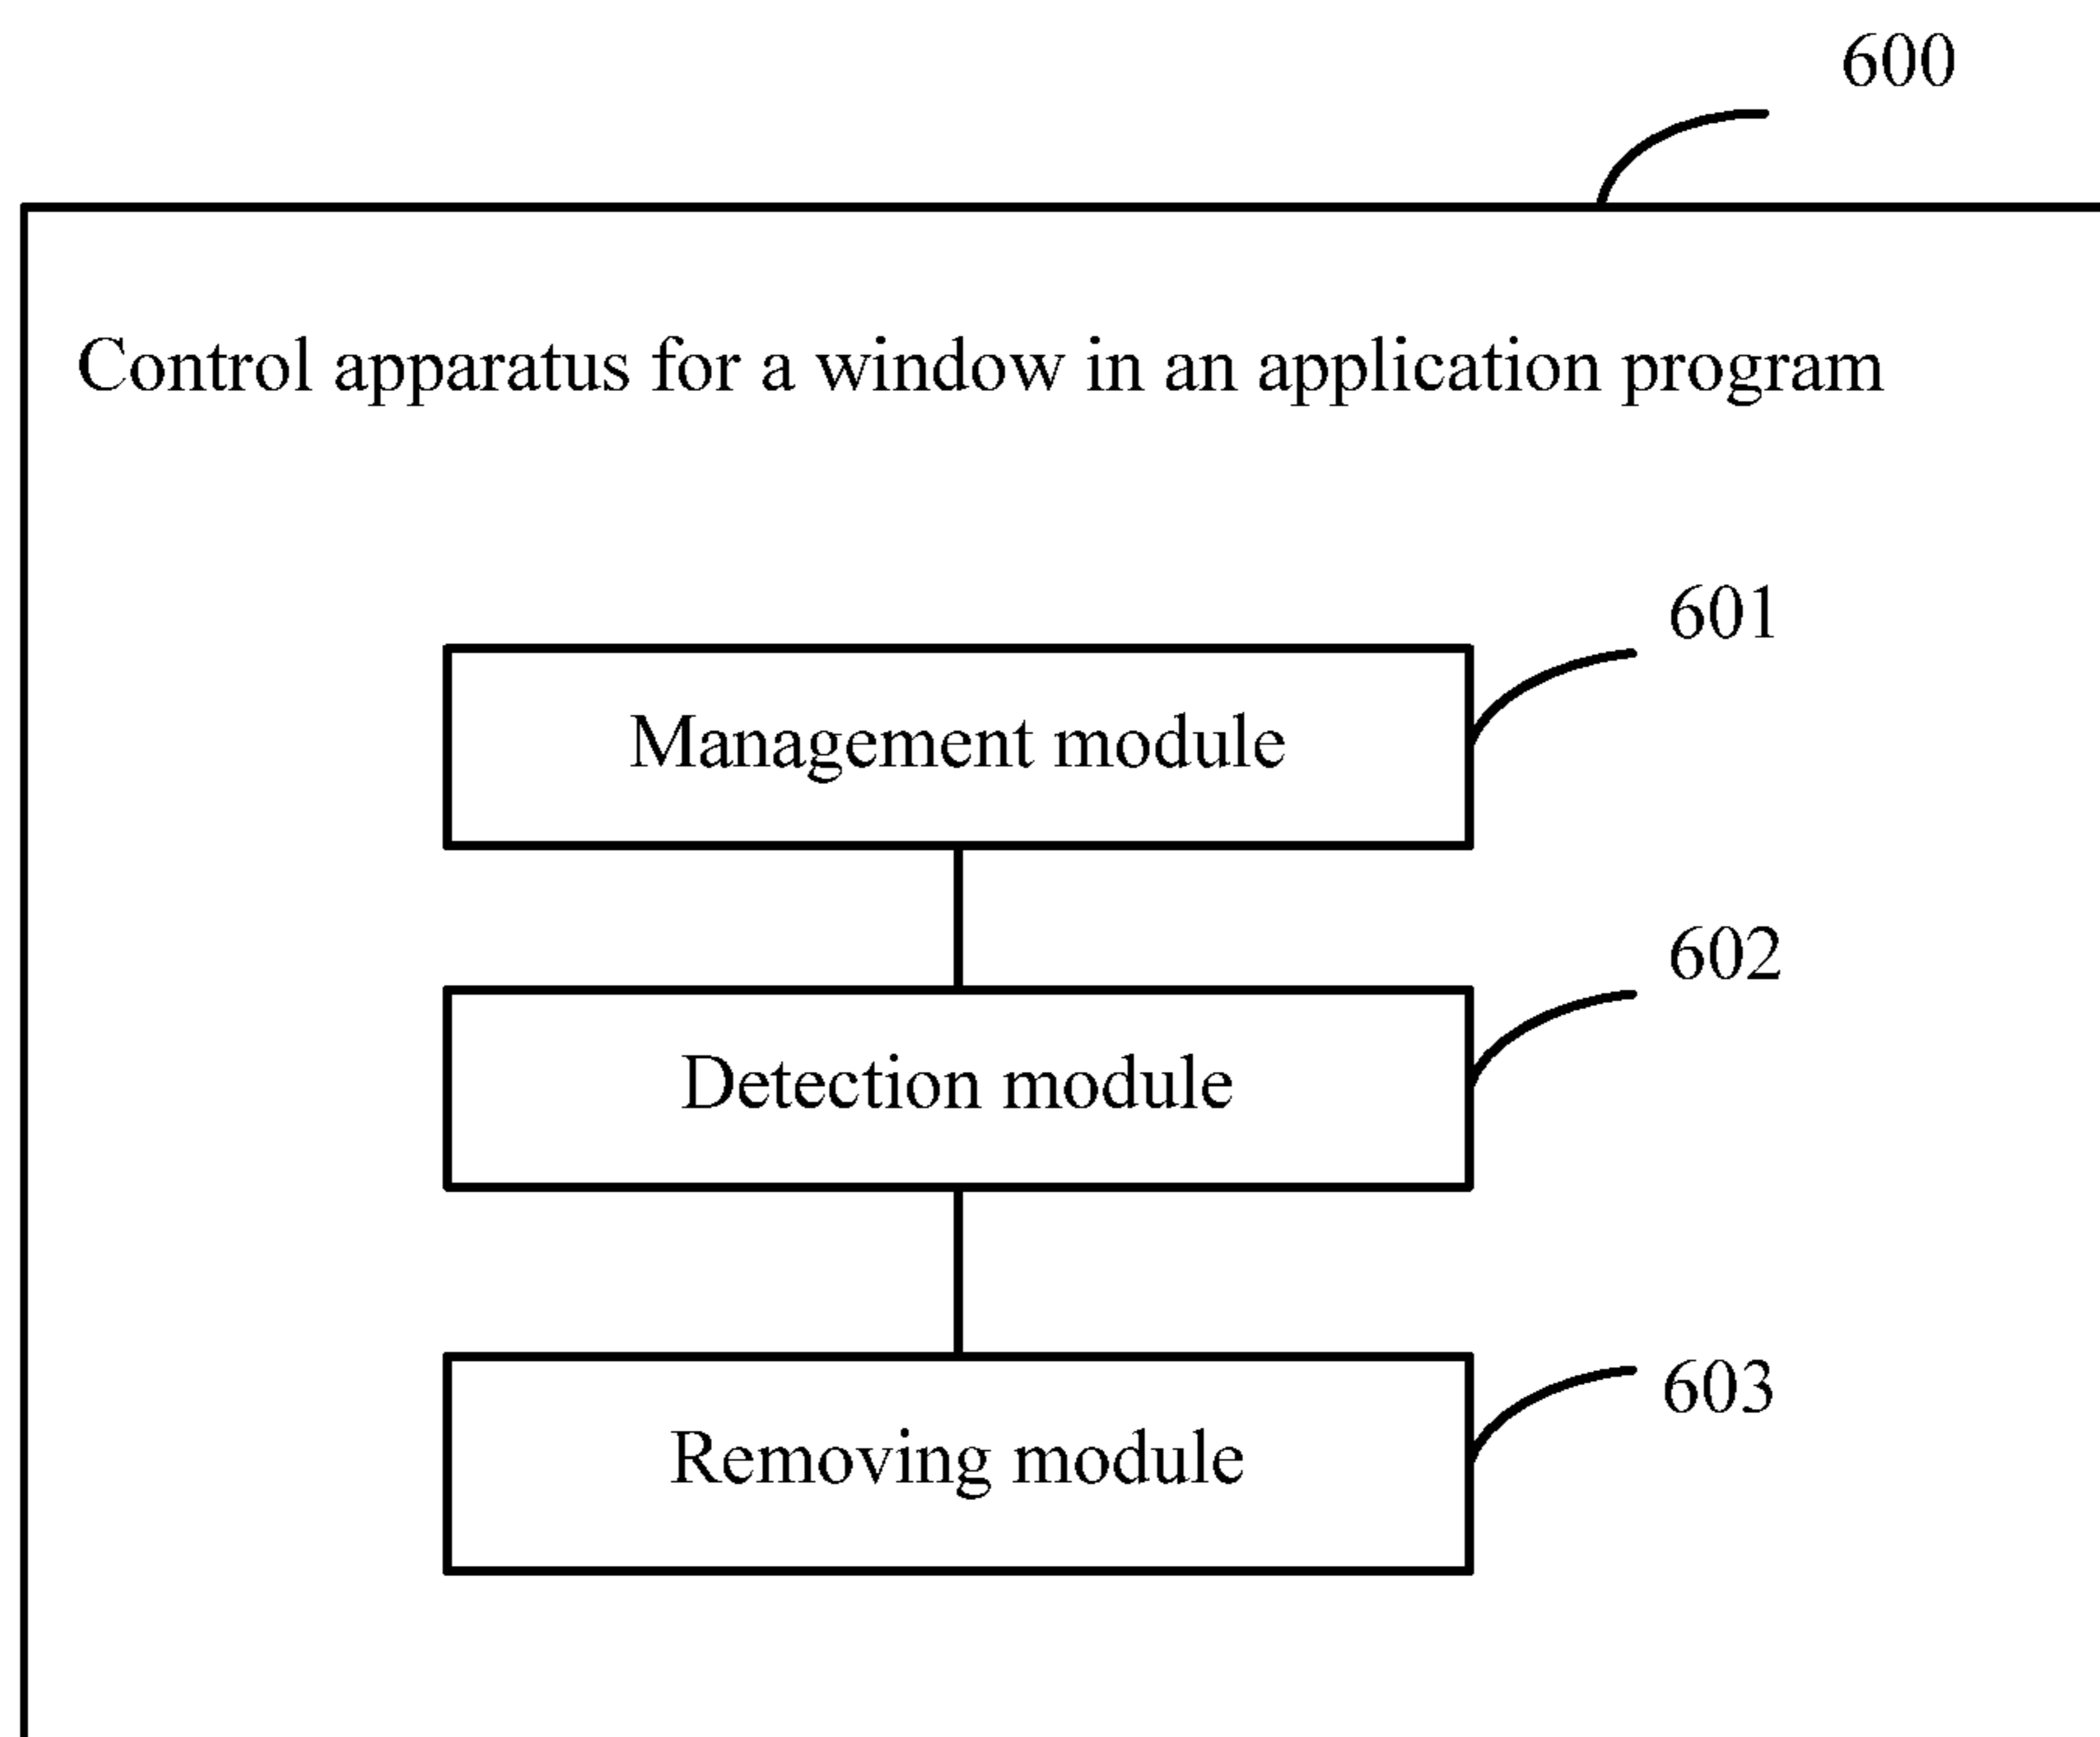 600
Control apparatus for a window in an application program
601
Management module
602
Detection module
603
Removing module